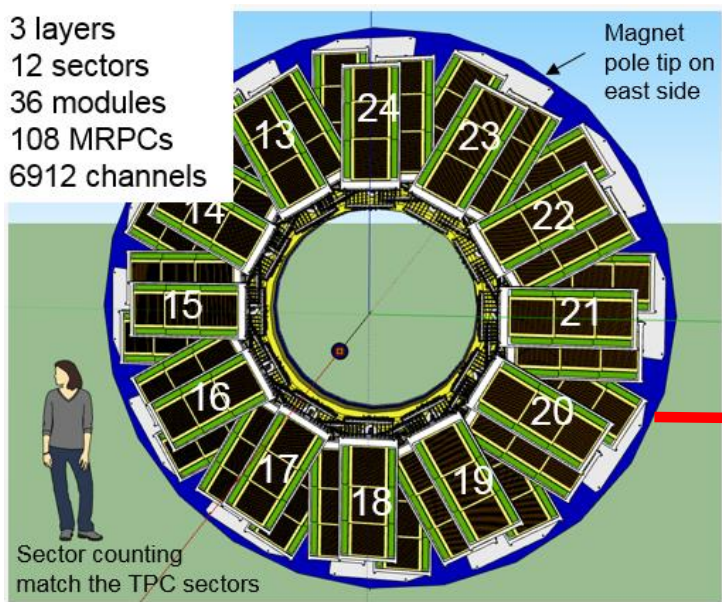 3 layers
12 sectors
36 modules
108 MRPCs
6912 channels
Magnet
pole tip on
east side
24
13
23
14
22
15
21
16
20
17
19
18
Sector counting
match the TPC sectors